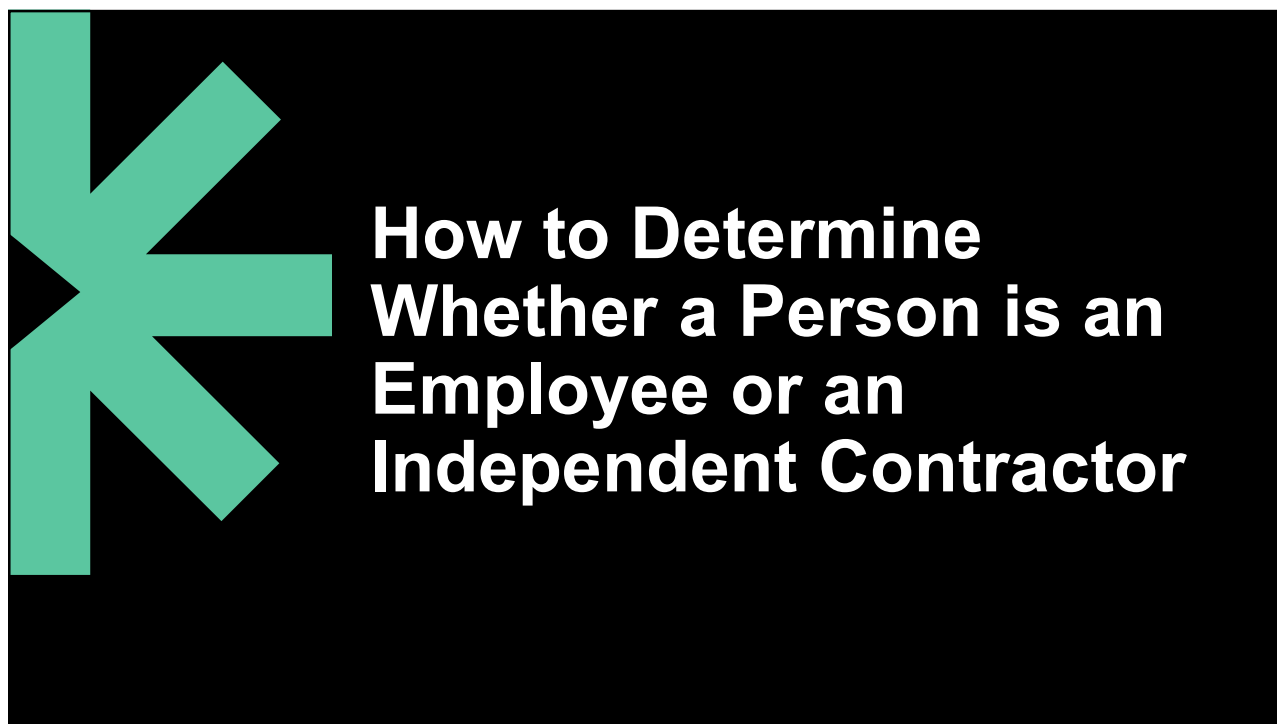 How to Determine
Whether a Person is an
Employee or an
Independent Contractor